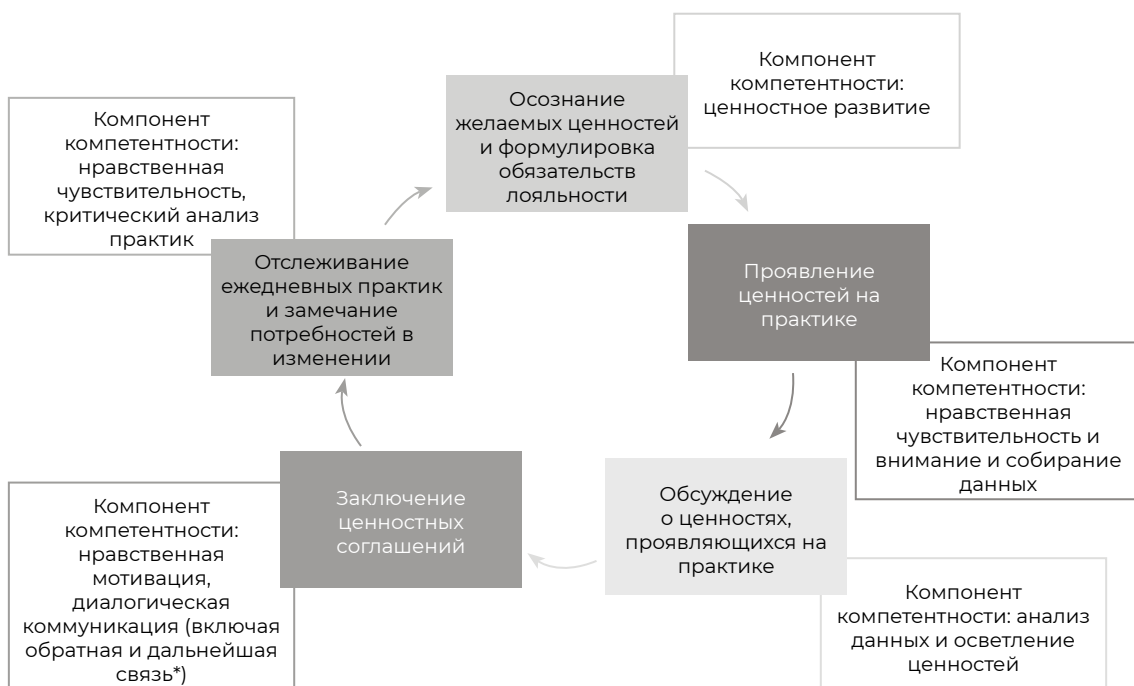 Компонент
компетентности:
ценностное развитие
Осознание
желаемых ценностей
и формулировка
обязательств
лояльности
Компонент
компетентности:
нравственная
чувствительность,
критический анализ
практик
Отслеживание
ежедневных практик
и замечание
потребностей в
изменении
Проявление
ценностей на
практике
Компонент
компетентности:
нравственная
чувствительность и
внимание и собирание
данных
Обсуждение
о ценностях,
проявляющихся на
практике
Заключение
ценностных
соглашений
Компонент
компетентности:
нравственная
мотивация,
диалогическая
коммуникация (включая
обратная и дальнейшая
связь*)
Компонент
компетентности: анализ
данных и осветление
ценностей